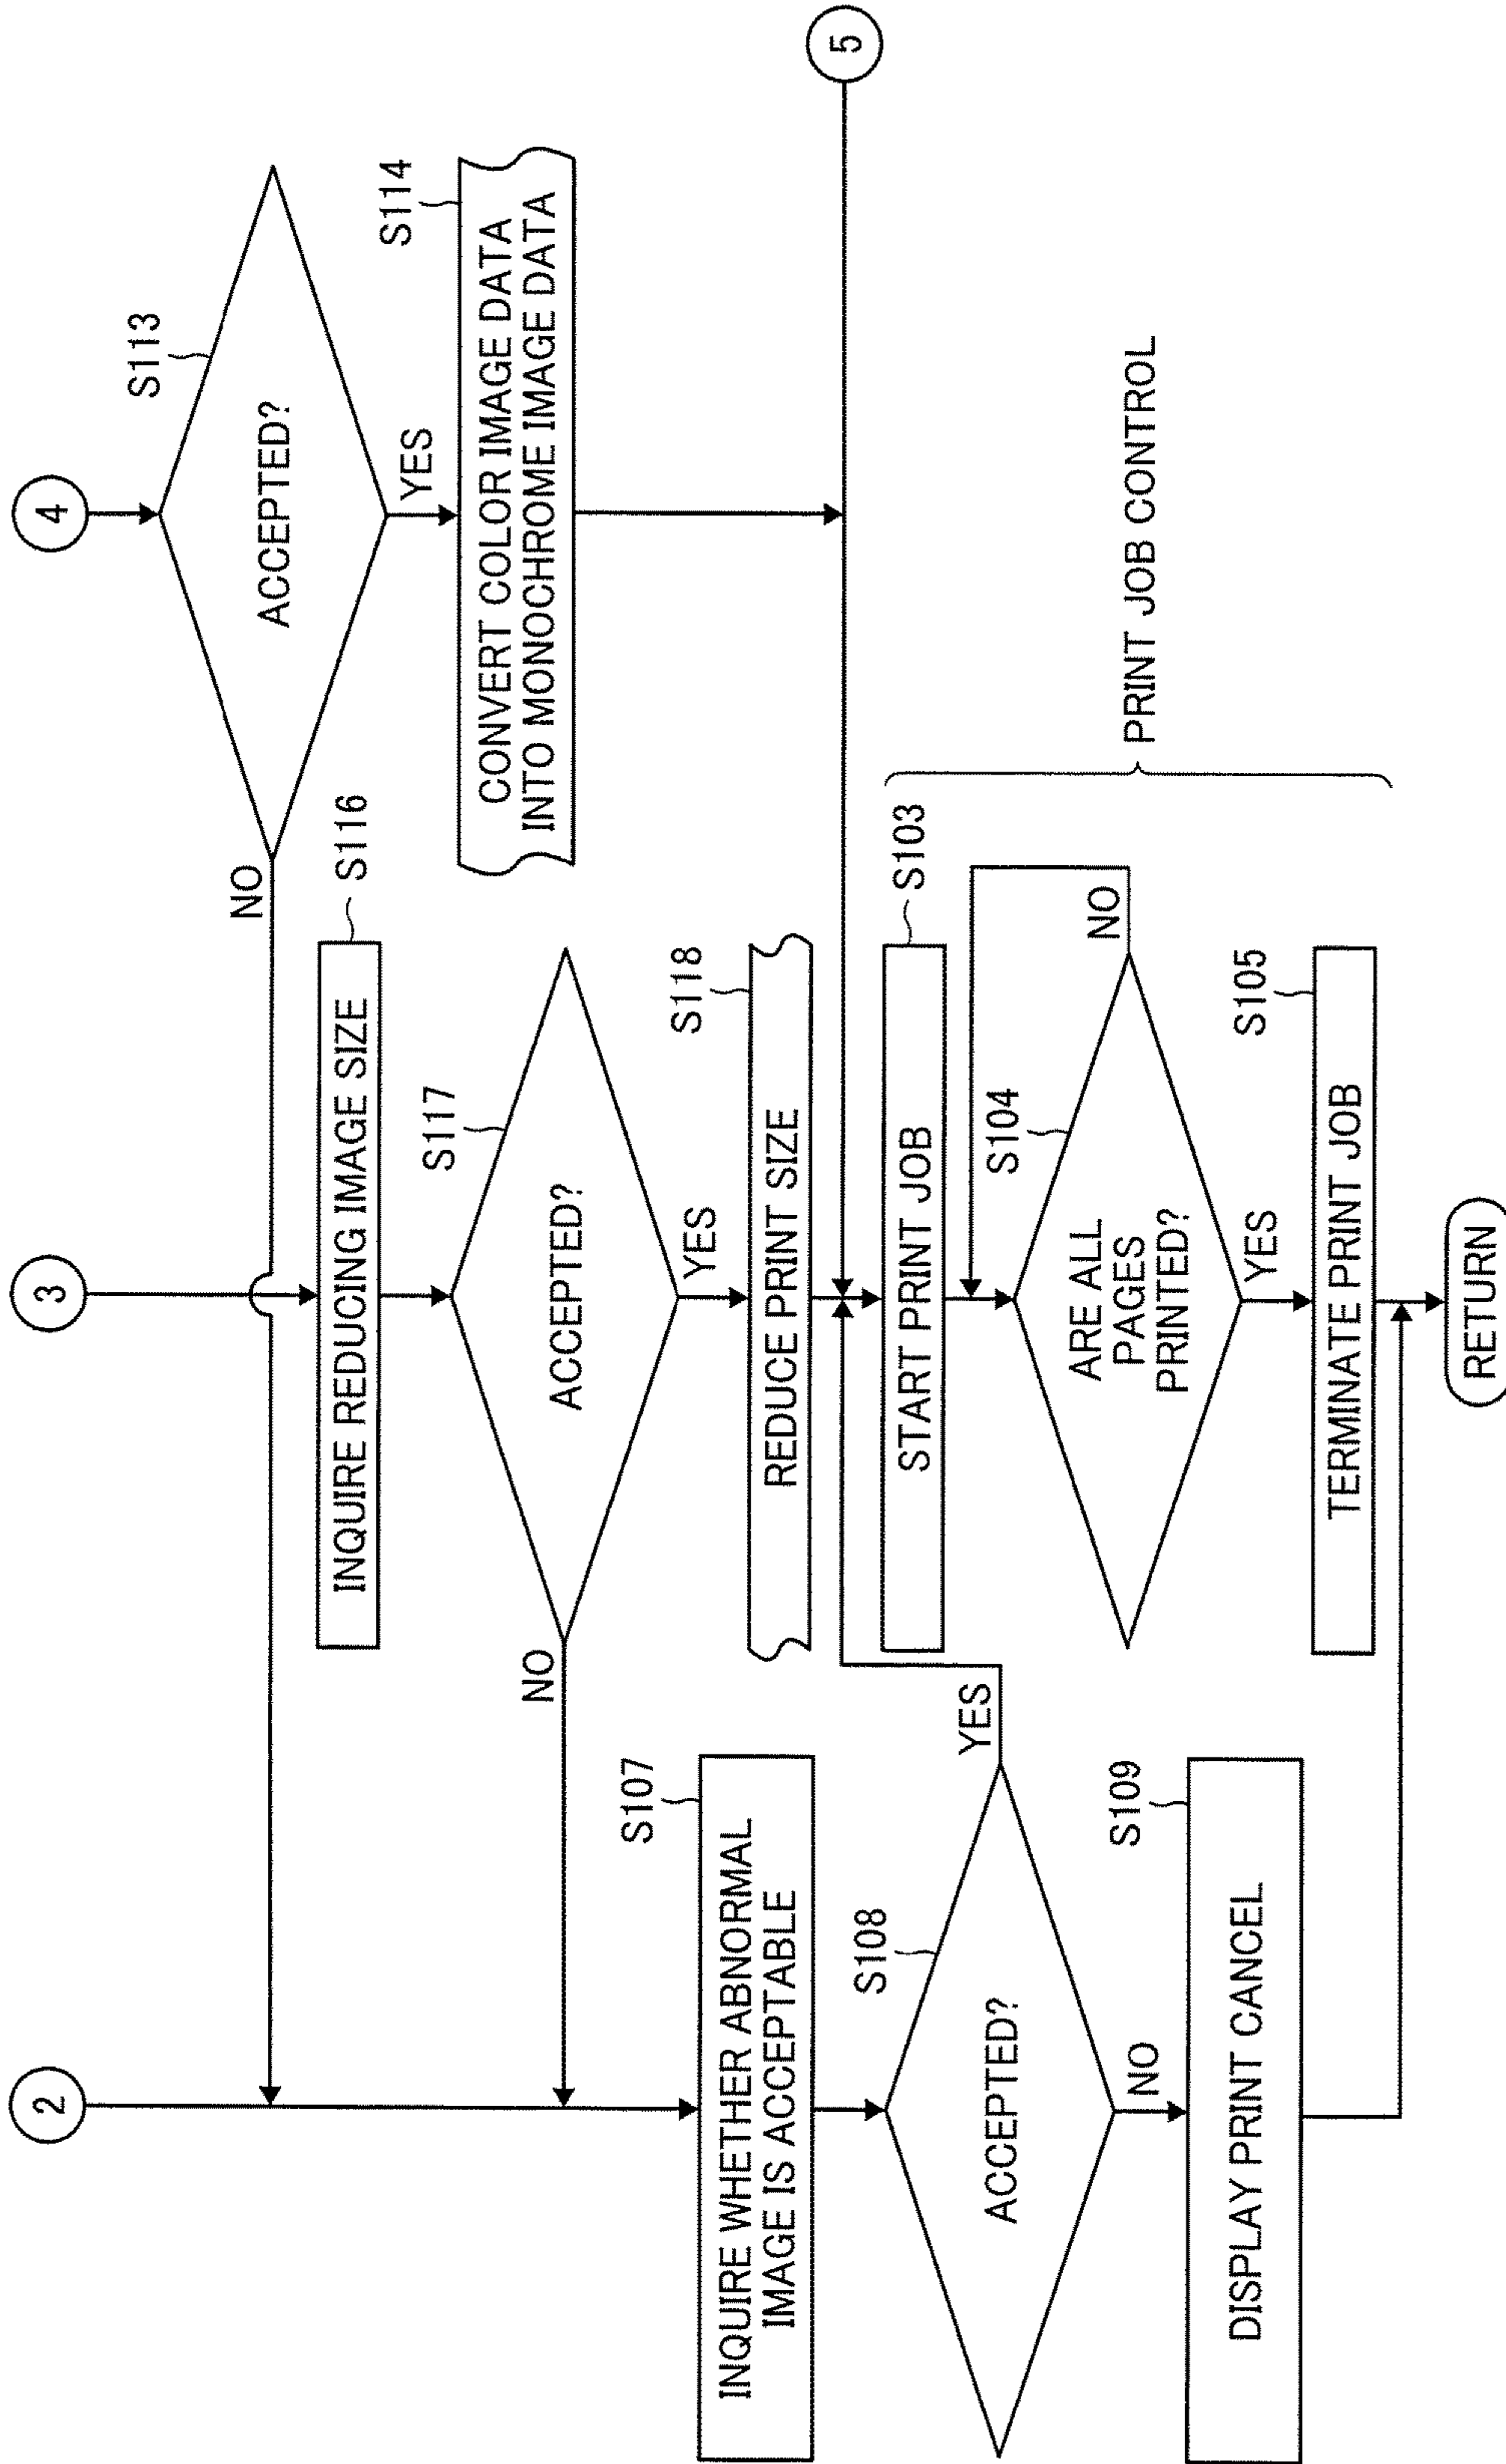 2
3
4
S113
ACCEPTED?
NO
YES
S114
CONVERT COLOR IMAGE DATA
INTO MONOCHROME IMAGE DATA
S116
INQUIRE REDUCING IMAGE SIZE
S117
ACCEPTED?
NO
YES
S118
REDUCE PRINT SIZE
5
S107
INQUIRE WHETHER ABNORMAL
IMAGE IS ACCEPTABLE
S108
ACCEPTED?
YES
NO
S109
DISPLAY PRINT CANCEL
S103
START PRINT JOB
S104
ARE ALL
PAGES
PRINTED?
NO
YES
S105
TERMINATE PRINT JOB
PRINT JOB CONTROL
RETURN